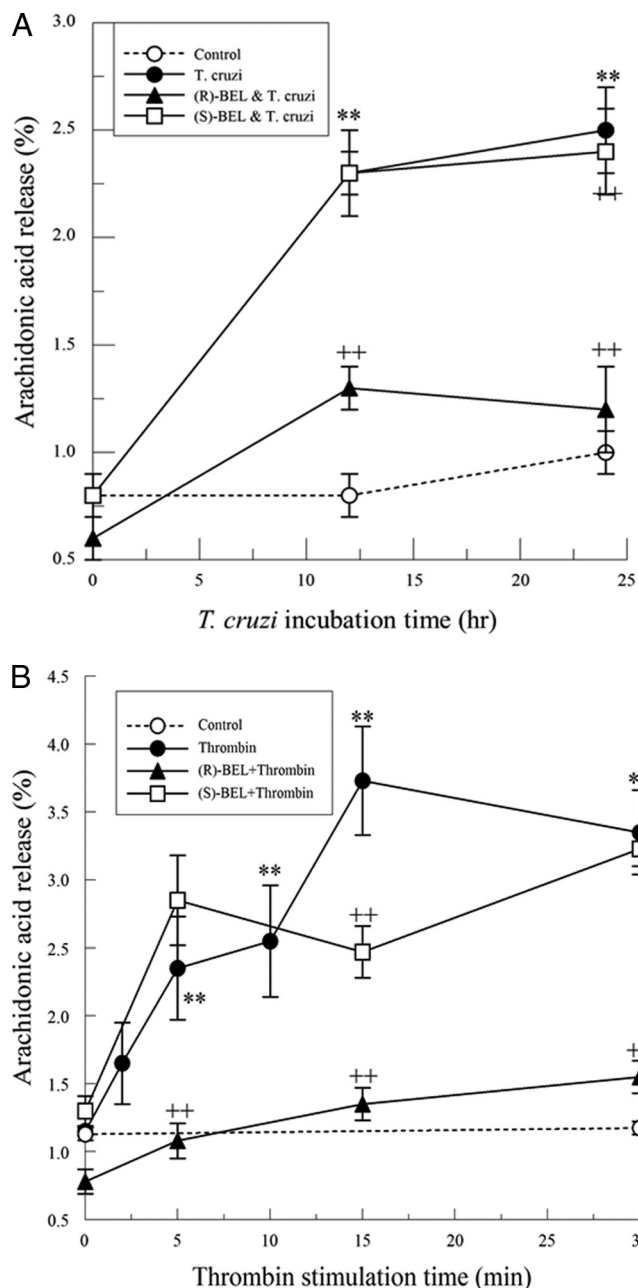 A
3.0
Control
T. cruzi
(R)-BEL & T. cruzi
(S)-BEL & T. cruzi
**
**
2.5
++
2.0
Arachidonic acid release (%)
1.5
++
++
1.0
0.5
0 5 10 15 20 25
T. cruzi incubation time (hr)
B
4.5
Control
Thrombin
(R)-BEL+Thrombin
(S)-BEL+Thrombin
4.0
**
3.5
*
3.0
**
Arachidonic acid release (%)
2.5
++
**
2.0
1.5
++
++
+
1.0
0.5
0 5 10 15 20 25 3
Thrombin stimulation time (min)